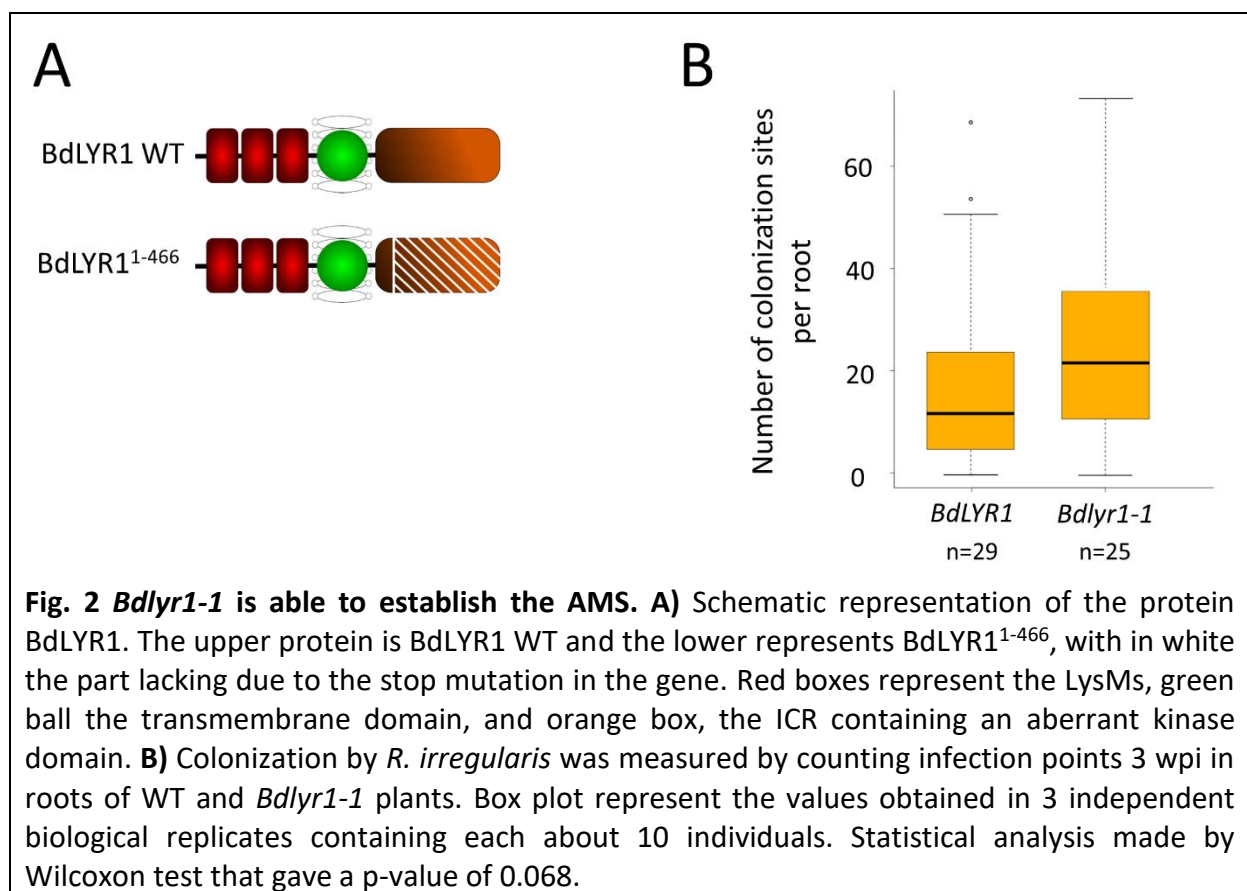 A
BdLYR1 WT
BdLYR1¹⁻⁴⁶⁶
B
Number of colonization sites
per root
60
40
20
0
BdLYR1
Bdlyr1-1
n=29
n=25
Fig. 2 Bdlyr1-1 is able to establish the AMS. A) Schematic representation of the protein
BdLYR1. The upper protein is BdLYR1 WT and the lower represents BdLYR1¹⁻⁴⁶⁶, with in white
the part lacking due to the stop mutation in the gene. Red boxes represent the LysMs, green
ball the transmembrane domain, and orange box, the ICR containing an aberrant kinase
domain. B) Colonization by R. irregularis was measured by counting infection points 3 wpi in
roots of WT and Bdlyr1-1 plants. Box plot represent the values obtained in 3 independent
biological replicates containing each about 10 individuals. Statistical analysis made by
Wilcoxon test that gave a p-value of 0.068.